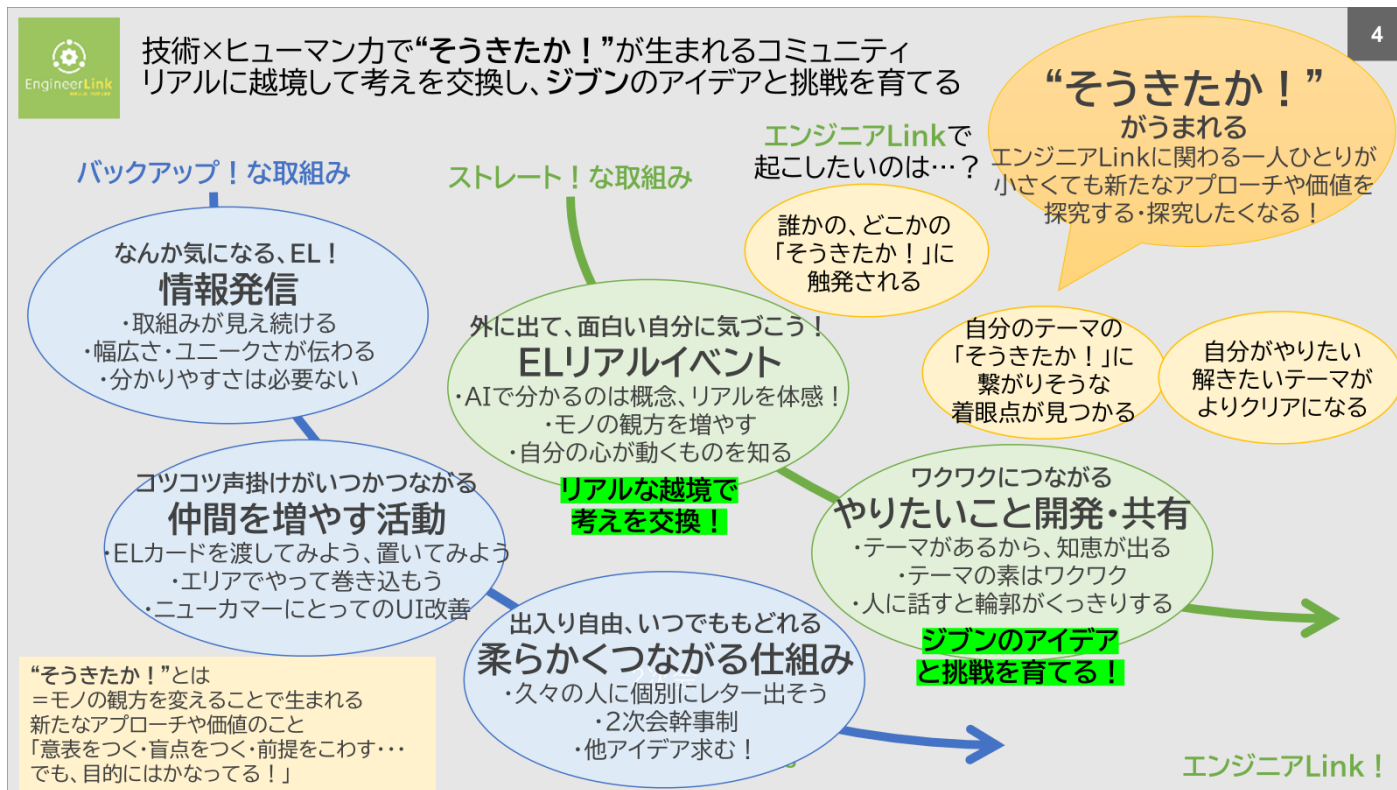 4
EngineerLink
技術×ヒューマン力で“そうきたか！”が生まれるコミュニティ
リアルに越境して考えを交換し、ジブンのアイデアと挑戦を育てる
“そうきたか！”
がうまれる
エンジニアLinkに関わる一人ひとりが
小さくても新たなアプローチや価値を
探究する・探究したくなる！
エンジニアLinkで
起こしたいのは…？
バックアップ！な取組み
ストレート！な取組み
誰かの、どこかの
「そうきたか！」に
触発される
なんか気になる、EL！
情報発信
・取組みが見え続ける
・幅広さ・ユニークさが伝わる
・分かりやすさは必要ない
外に出て、面白い自分に気づこう！
ELリアルイベント
・AIで分かるのは概念、リアルを体感！
・モノの観方を増やす
・自分の心が動くものを知る
リアルな越境で
考えを交換！
自分のテーマの
「そうきたか！」に
繋がりそうな
着眼点が見つかる
自分がやりたい
解きたいテーマが
よりクリアになる
コツコツ声掛けがいつかつながる
仲間を増やす活動
・ELカードを渡してみよう、置いてみよう
・エリアでやって巻き込もう
・ニューカマーにとってのUI改善
ワクワクにつながる
やりたいこと開発・共有
・テーマがあるから、知恵が出る
・テーマの素はワクワク
・人に話すと輪郭がくっきりする
ジブンのアイデア
と挑戦を育てる！
出入り自由、いつでももどれる
柔らかくつながる仕組み
・久々の人に個別にレター出そう
・2次会幹事制
・他アイデア求む！
“そうきたか！”とは
＝モノの観方を変えることで生まれる
新たなアプローチや価値のこと
「意表をつく・盲点をつく・前提をこわす・・・
でも、目的にはかなってる！」
エンジニアLink！